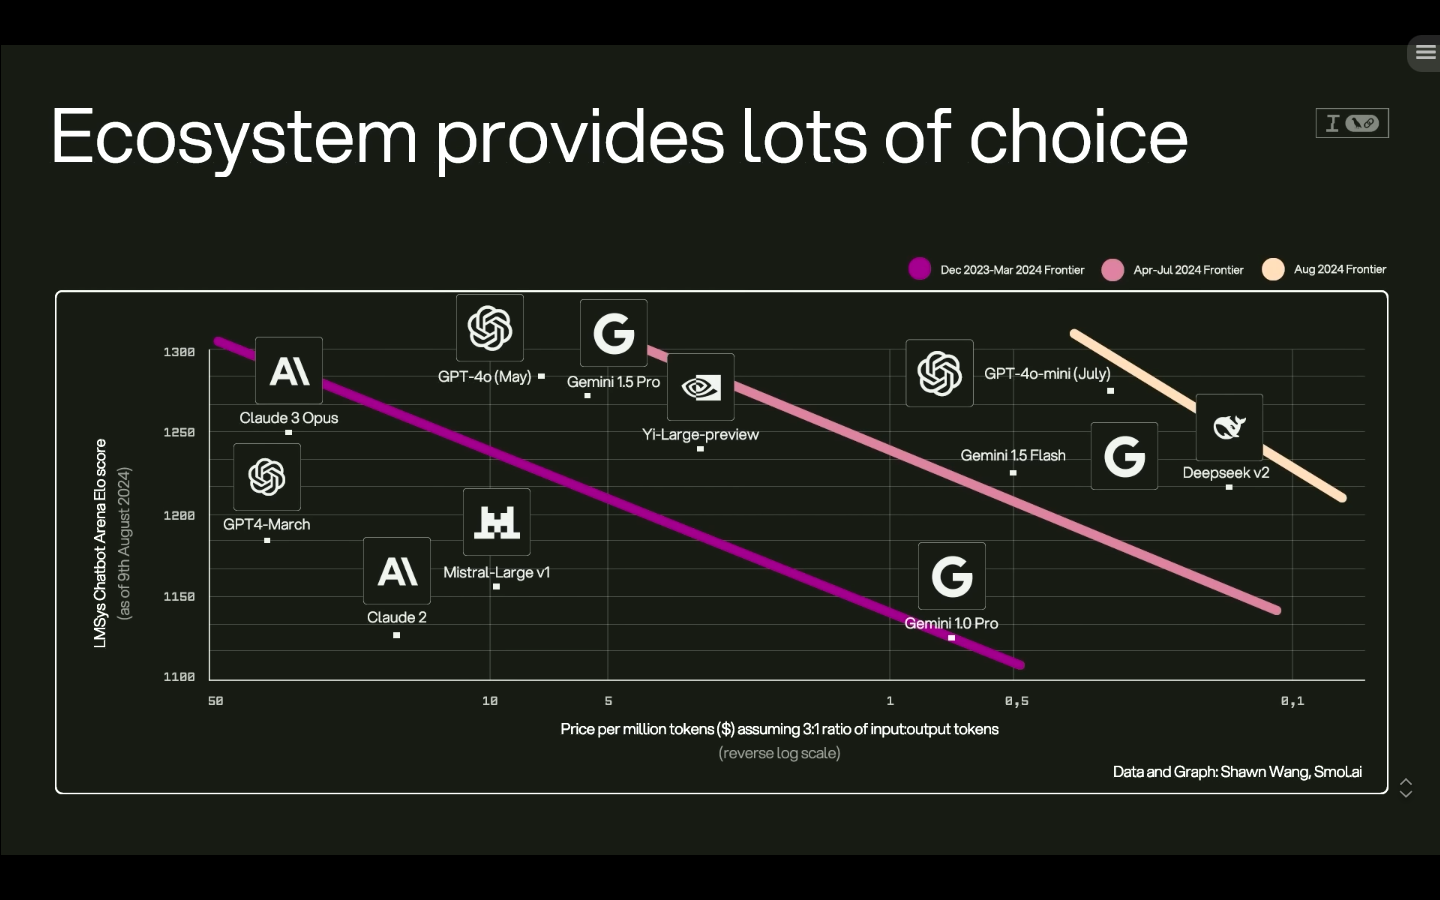 Ecosystem provides lots of choice
Dec 2023-Mar 2024 Frontier
Apr-Jul 2024 Frontier
Aug 2024 Frontier
LMSys Chatbot Arena Elo score
(as of 9th August 2024)
1300
1250
1200
1150
1100
Claude 3 Opus
GPT-4o (May)
Gemini 1.5 Pro
Yi-Large-preview
GPT-4o-mini (July)
Gemini 1.5 Flash
Deepseek v2
GPT4-March
Mistral-Large v1
Claude 2
Gemini 1.0 Pro
50
10
5
1
0,5
0,1
Price per million tokens ($) assuming 3:1 ratio of input:output tokens
(reverse log scale)
Data and Graph: Shawn Wang, Smol.ai